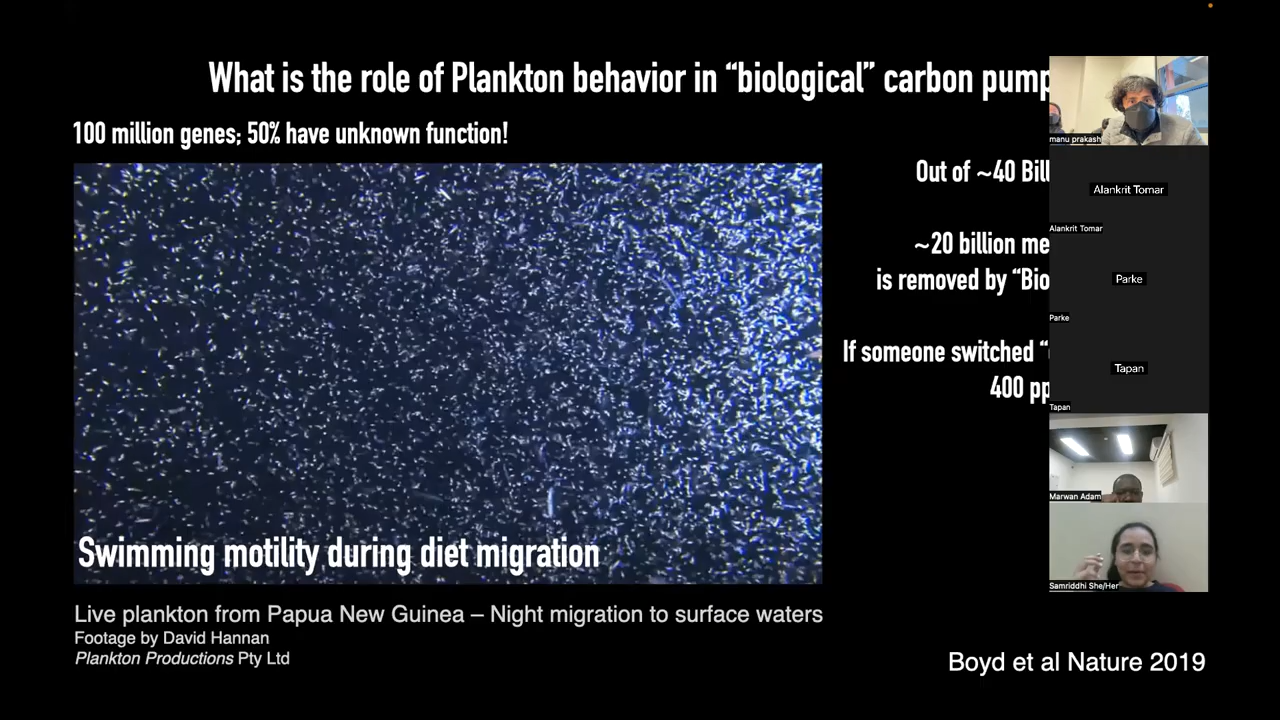 What is the role of Plankton behavior in “biological” carbon pump
100 million genes; 50% have unknown function!
Out of ~40 Bill
~20 billion me
is removed by “Bio
If someone switched “
400 pp
Swimming motility during diet migration
Live plankton from Papua New Guinea – Night migration to surface waters
Footage by David Hannan
Plankton Productions Pty Ltd
Boyd et al Nature 2019
manu prakash
Alankrit Tomar
Alankrit Tomar
Parke
Parke
Tapan
Tapan
Marwan Adam
Samriddhi She/Her